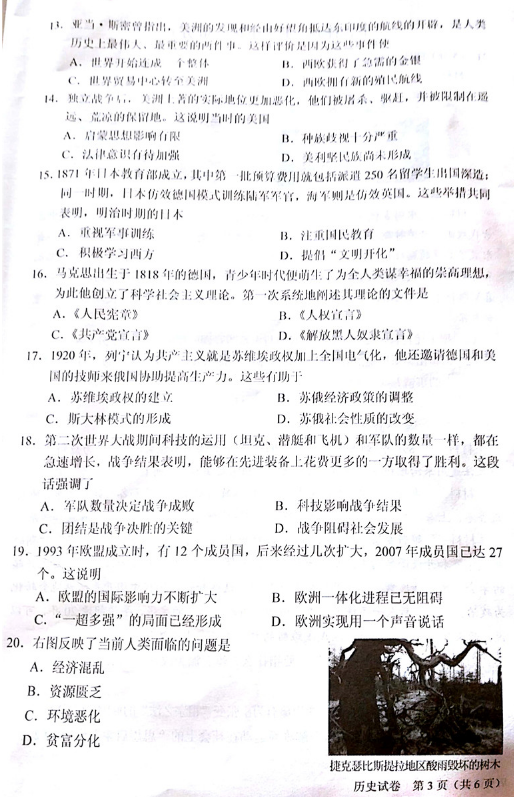 13. 亚当·斯密曾指出，美洲的发现和经由好望角抵达东印度的航线的开辟，是人类
历史上最伟大、最重要的两件事。这样评价是因为这些事件使
A. 世界开始连成一个整体
B. 西欧获得了急需的金银
C. 世界贸易中心转至美洲
D. 西欧拥有新的殖民航线
14. 独立战争后，美洲土著的实际地位更加恶化，他们被屠杀、驱赶，并被限制在遥
远、荒凉的保留地。这说明当时的美国
A. 启蒙思想影响有限
B. 种族歧视十分严重
C. 法律意识有待加强
D. 美利坚民族尚未形成
15. 1871年日本教育部成立，其中第一批预算费用就包括派遣250名留学生出国深造；
同一时期，日本仿效德国模式训练陆军军官，海军则是仿效英国。这些举措共同
表明，明治时期的日本
A. 重视军事训练
B. 注重国民教育
C. 积极学习西方
D. 提倡“文明开化”
16. 马克思出生于1818年的德国，青少年时代便萌生了为全人类谋幸福的崇高理想，
为此他创立了科学社会主义理论。第一次系统地阐述其理论的文件是
A.《人民宪章》
B.《人权宣言》
C.《共产党宣言》
D.《解放黑人奴隶宣言》
17. 1920年，列宁认为共产主义就是苏维埃政权加上全国电气化，他还邀请德国和美
国的技师来俄国协助提高生产力。这些有助于
A. 苏维埃政权的建立
B. 苏俄经济政策的调整
C. 斯大林模式的形成
D. 苏俄社会性质的改变
18. 第二次世界大战期间科技的运用（坦克、潜艇和飞机）和军队的数量一样，都在
急速增长，战争结果表明，能够在先进装备上花费更多的一方取得了胜利。这段
话强调了
A. 军队数量决定战争成败
B. 科技影响战争结果
C. 团结是战争决胜的关键
D. 战争阻碍社会发展
19. 1993年欧盟成立时，有12个成员国，后来经过几次扩大，2007年成员国已达27
个。这说明
A. 欧盟的国际影响力不断扩大
B. 欧洲一体化进程已无阻碍
C. “一超多强”的局面已经形成
D. 欧洲实现用一个声音说话
20. 右图反映了当前人类面临的问题是
A. 经济混乱
B. 资源匮乏
C. 环境恶化
D. 贫富分化
捷克瑟比斯提拉地区酸雨毁坏的树木
历史试卷 第3页（共6页）